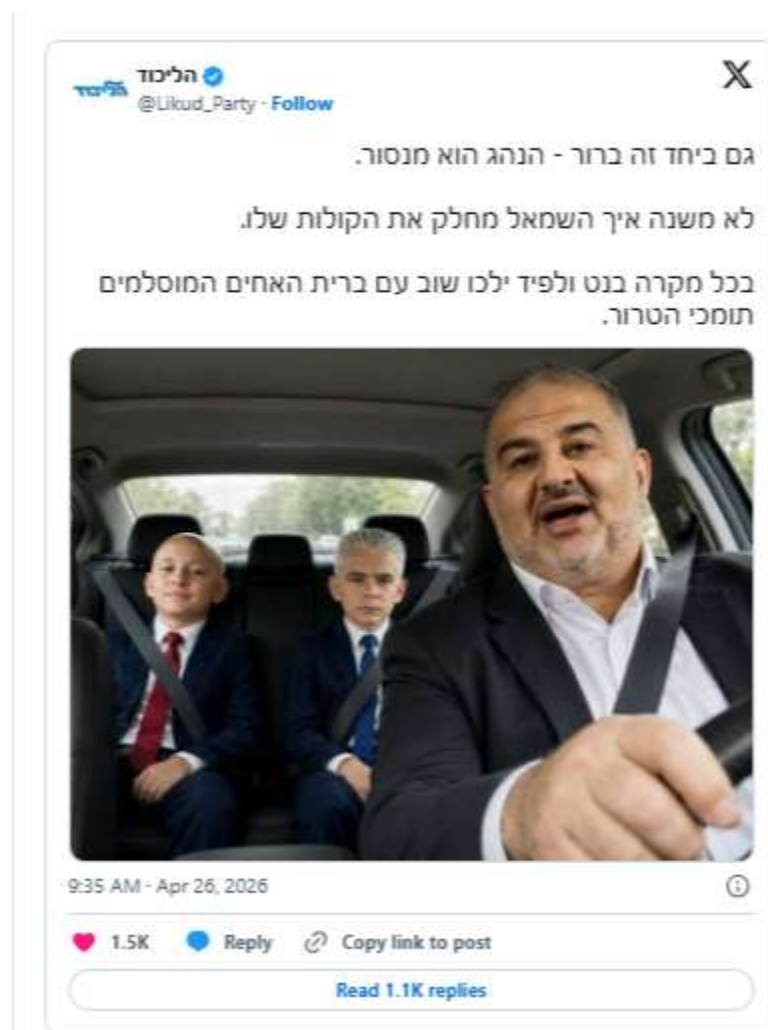 הליכוד
הליכוד
@Likud_Party · Follow
גם ביחד זה ברור - הנהג הוא מנסור.
לא משנה איך השמאל מחלק את הקולות שלו.
בכל מקרה בנט ולפיד ילכו שוב עם ברית האחים המוסלמים
תומכי הטרור.
9:35 AM · Apr 26, 2026
1.5K Reply Copy link to post
Read 1.1K replies